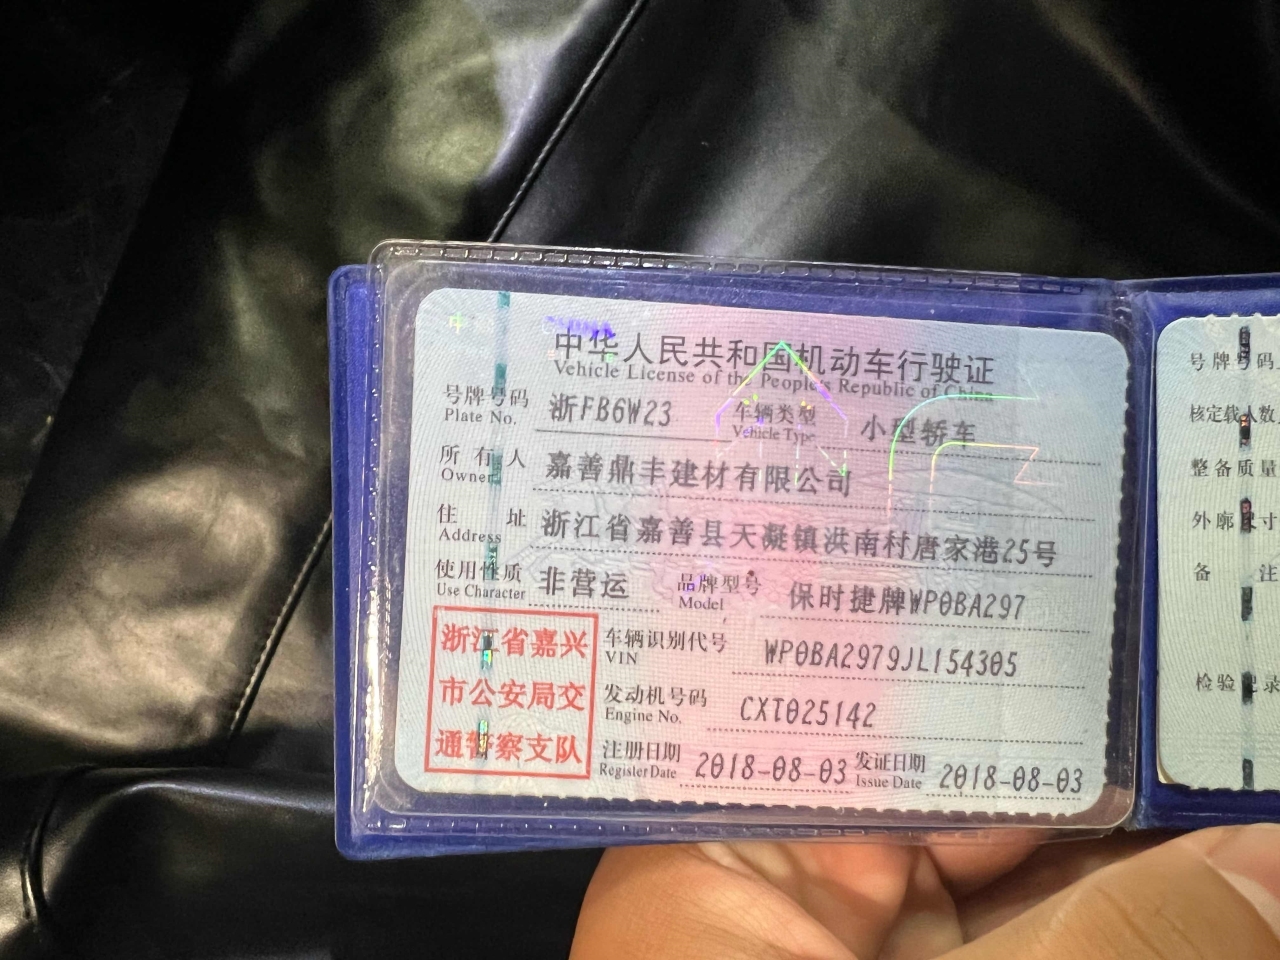 中华人民共和国机动车行驶证
Vehicle License of the People's Republic of China
号牌号码 浙FB6W23 车辆类型 小型轿车
Plate No. Vehicle Type
所有人 嘉善鼎丰建材有限公司
Owner
住址 浙江省嘉善县天凝镇洪南村唐家港25号
Address
使用性质 非营运 品牌型号 保时捷牌WP0BA297
Use Character Model
浙江省嘉兴
市公安局交
通警察支队
车辆识别代号 WP0BA2979JL154305
VIN
发动机号码 CXT025142
Engine No.
注册日期 2018-08-03 发证日期 2018-08-03
Register Date Issue Date
号牌号码
核定载人数
整备质量
外廓尺寸
备注
检验记录